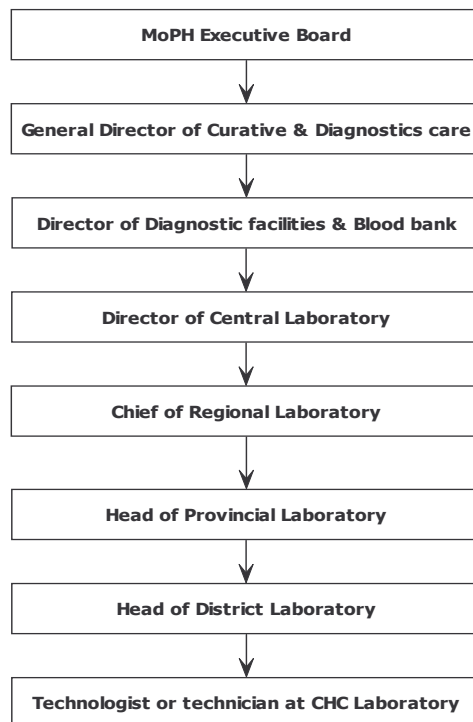 MoPH Executive Board
General Director of Curative & Diagnostics care
Director of Diagnostic facilities & Blood bank
Director of Central Laboratory
Chief of Regional Laboratory
Head of Provincial Laboratory
Head of District Laboratory
Technologist or technician at CHC Laboratory